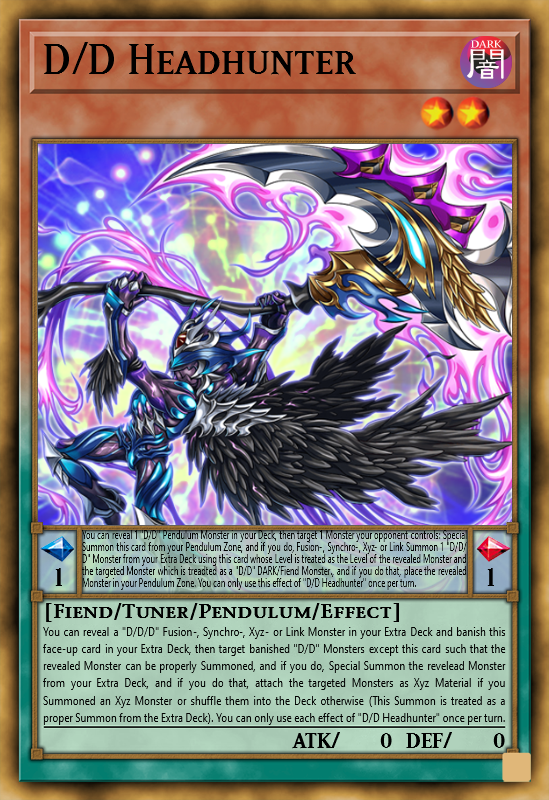 D/D Headhunter
DARK
闇
You can reveal 1 "D/D" Pendulum Monster in your Deck, then target 1 Monster your opponent controls: Special
Summon this card from your Pendulum Zone, and if you do, Fusion-, Synchro-, Xyz- or Link Summon 1 "D/D/
D" Monster from your Extra Deck using this card whose Level is treated as the Level of the revealed Monster and
the targeted Monster which is treadted as a "D/D" DARK/Fiend Monster, and if you do that, place the revealed
Monster in your Pendulum Zone. You can only use this effect of "D/D Headhunter" once per turn.
1
1
[Fiend/Tuner/Pendulum/Effect]
You can reveal a "D/D/D" Fusion-, Synchro-, Xyz- or Link Monster in your Extra Deck and banish this
face-up card in your Extra Deck, then target banished "D/D" Monsters except this card such that the
revealed Monster can be properly Summoned, and if you do, Special Summon the revelead Monster
from your Extra Deck, and if you do that, attach the targeted Monsters as Xyz Material if you
Summoned an Xyz Monster or shuffle them into the Deck otherwise (This Summon is treated as a
proper Summon from the Extra Deck). You can only use each effect of "D/D Headhunter" once per turn.
ATK/ 0 DEF/ 0